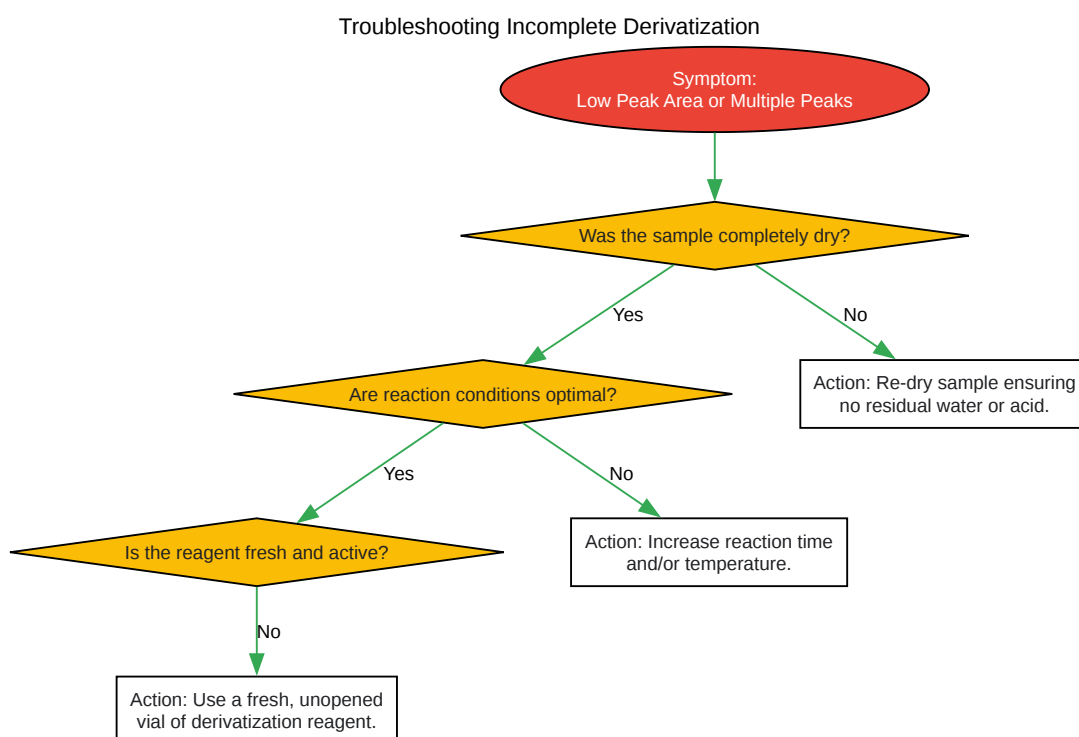 Troubleshooting Incomplete Derivatization
Symptom:
Low Peak Area or Multiple Peaks
Was the sample completely dry?
Yes
No
Are reaction conditions optimal?
Action: Re-dry sample ensuring
no residual water or acid.
Yes
No
Is the reagent fresh and active?
Action: Increase reaction time
and/or temperature.
No
Action: Use a fresh, unopened
vial of derivatization reagent.